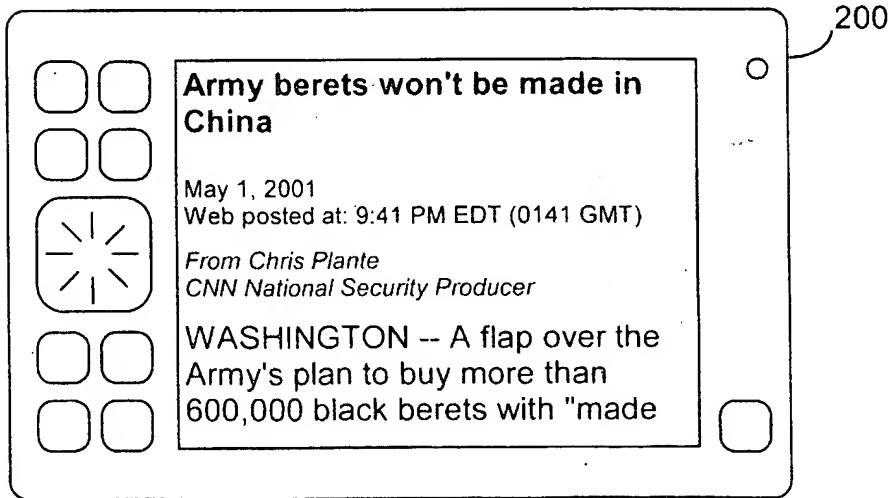 200
Army berets won't be made in
China
May 1, 2001
Web posted at: 9:41 PM EDT (0141 GMT)
From Chris Plante
CNN National Security Producer
WASHINGTON -- A flap over the
Army's plan to buy more than
600,000 black berets with "made